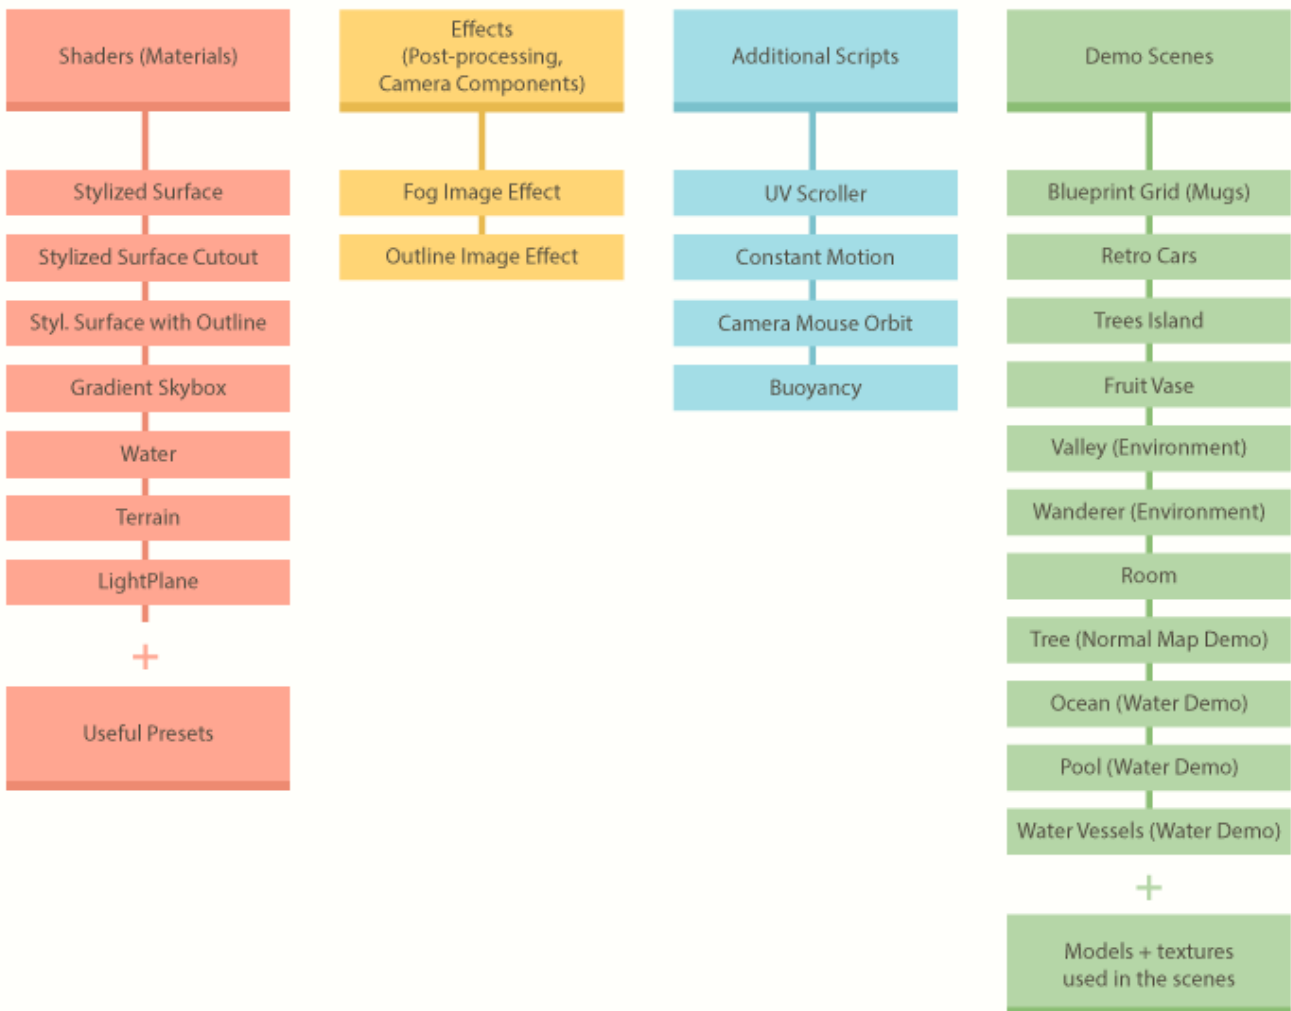 Shaders (Materials)
Stylized Surface
Stylized Surface Cutout
Styl. Surface with Outline
Gradient Skybox
Water
Terrain
LightPlane
+
Useful Presets
Effects
(Post-processing,
Camera Components)
Fog Image Effect
Outline Image Effect
Additional Scripts
UV Scroller
Constant Motion
Camera Mouse Orbit
Buoyancy
Demo Scenes
Blueprint Grid (Mugs)
Retro Cars
Trees Island
Fruit Vase
Valley (Environment)
Wanderer (Environment)
Room
Tree (Normal Map Demo)
Ocean (Water Demo)
Pool (Water Demo)
Water Vessels (Water Demo)
+
Models + textures
used in the scenes